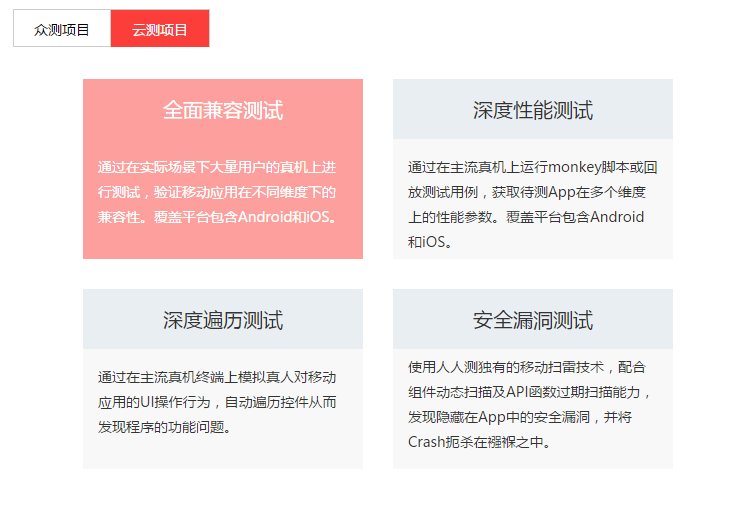 众测项目
云测项目
全面兼容测试
通过在实际场景下大量用户的真机上进
行测试，验证移动应用在不同维度下的
兼容性。覆盖平台包含Android和iOS。
深度性能测试
通过在主流真机上运行monkey脚本或回
放测试用例，获取待测App在多个维度
上的性能参数。覆盖平台包含Android
和iOS。
深度遍历测试
通过在主流真机终端上模拟真人对移动
应用的UI操作行为，自动遍历控件从而
发现程序的功能问题。
安全漏洞测试
使用人人测独有的移动扫雷技术，配合
组件动态扫描及API函数过期扫描能力，
发现隐藏在App中的安全漏洞，并将
Crash扼杀在襁褓之中。